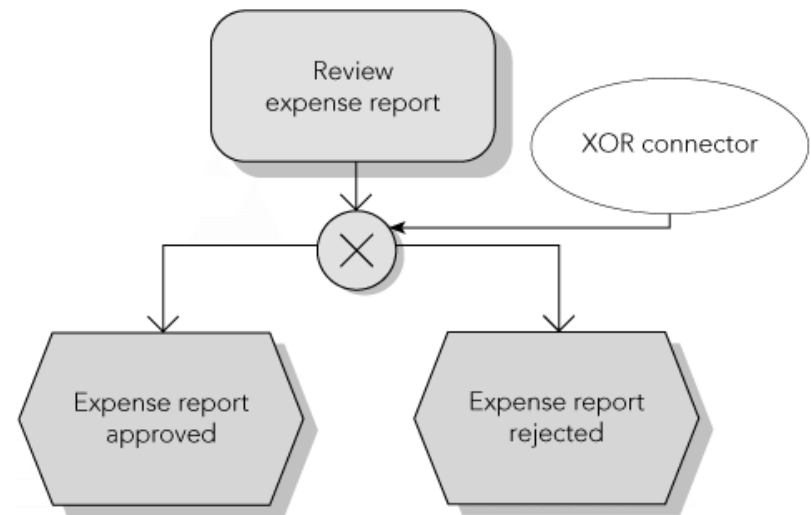 Review
expense report
XOR connector
Expense report
approved
Expense report
rejected